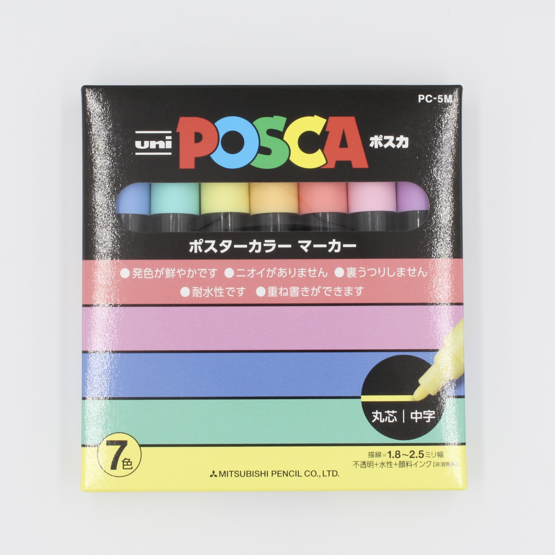 PC-5M
uni POSCA ポスカ
ポスターカラー マーカー
●発色が鮮やかです ●ニオイがありません ●裏うつりしません
●耐水性です ●重ね書きができます
丸芯|中字
7色
描線=1.8~2.5ミリ幅
不透明+水性+顔料インク
MITSUBISHI PENCIL CO., LTD.